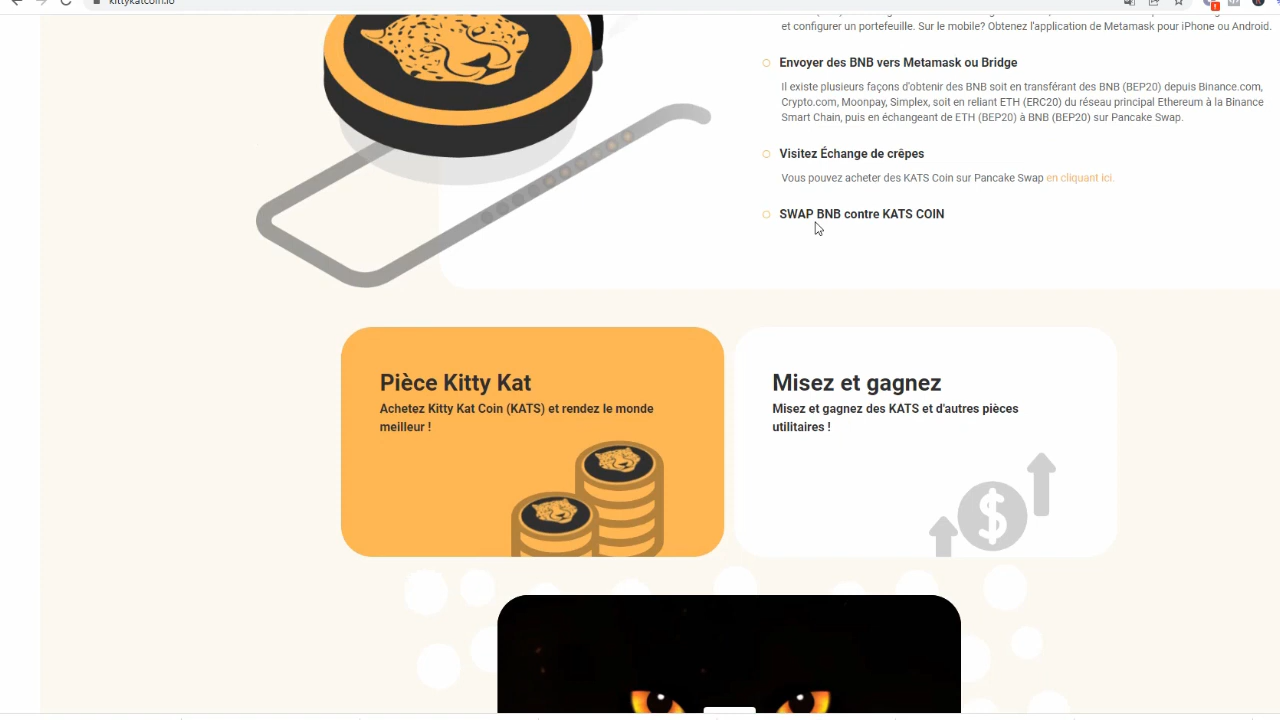 kittykatcoin.io
et configurer un portefeuille. Sur le mobile? Obtenez l'application de Metamask pour iPhone ou Android.
Envoyer des BNB vers Metamask ou Bridge
Il existe plusieurs façons d'obtenir des BNB soit en transférant des BNB (BEP20) depuis Binance.com,
Crypto.com, Moonpay, Simplex, soit en reliant ETH (ERC20) du réseau principal Ethereum à la Binance
Smart Chain, puis en échangeant de ETH (BEP20) à BNB (BEP20) sur Pancake Swap.
Visitez Échange de crêpes
Vous pouvez acheter des KATS Coin sur Pancake Swap en cliquant ici.
SWAP BNB contre KATS COIN
Pièce Kitty Kat
Achetez Kitty Kat Coin (KATS) et rendez le monde
meilleur !
Misez et gagnez
Misez et gagnez des KATS et d'autres pièces
utilitaires !